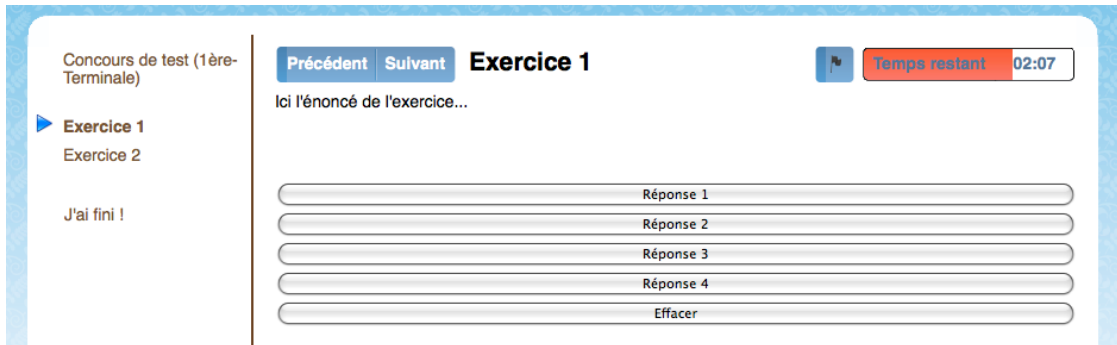 Concours de test (1ère-
Terminale)
Exercice 1
Exercice 2
J'ai fini !
Précédent Suivant Exercice 1 Temps restant 02:07
Ici l'énoncé de l'exercice...
Réponse 1
Réponse 2
Réponse 3
Réponse 4
Effacer